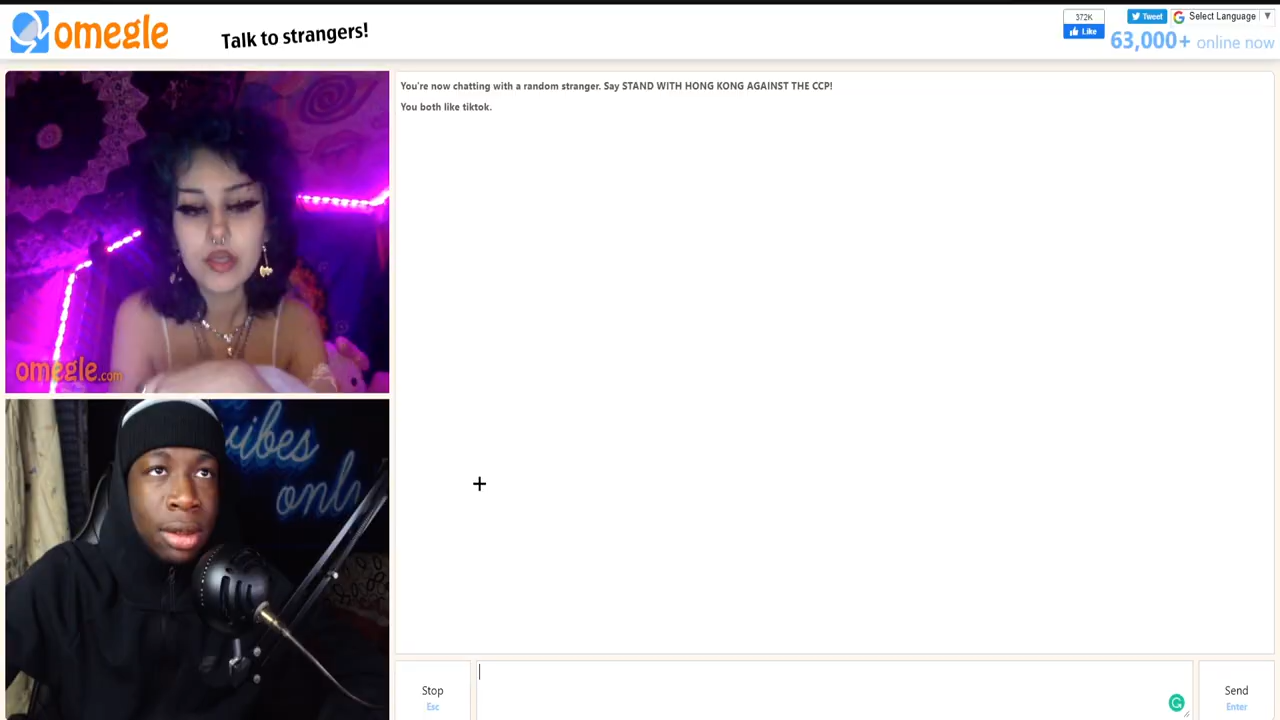 omegle
Talk to strangers!
372K
Like
Tweet
Select Language
63,000+ online now
You're now chatting with a random stranger. Say STAND WITH HONG KONG AGAINST THE CCP!
You both like tiktok.
omegle.com
vibes
only
Stop
Esc
Send
Enter